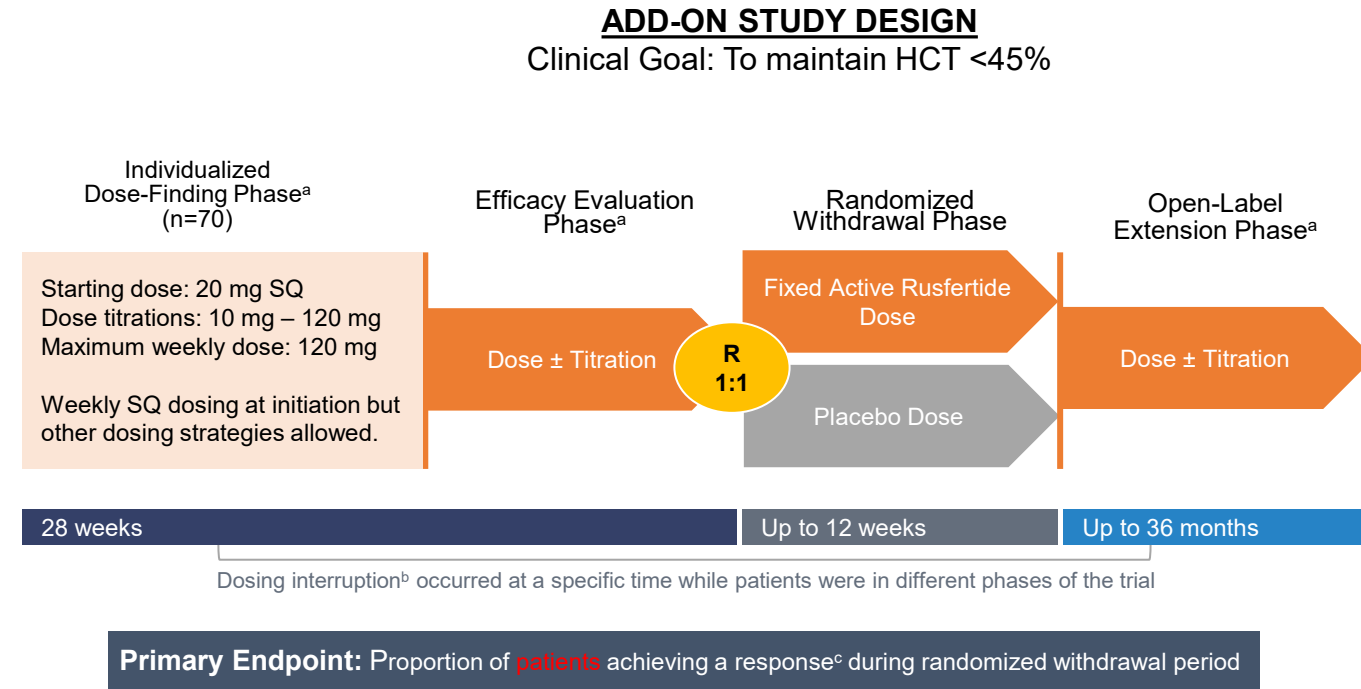 ADD-ON STUDY DESIGN
Clinical Goal: To maintain HCT <45%
Individualized
Dose-Finding Phaseᵃ
(n=70)
Efficacy Evaluation
Phaseᵃ
Randomized
Withdrawal Phase
Open-Label
Extension Phaseᵃ
Starting dose: 20 mg SQ
Dose titrations: 10 mg – 120 mg
Maximum weekly dose: 120 mg
Weekly SQ dosing at initiation but
other dosing strategies allowed.
Dose ± Titration
R
1:1
Fixed Active Rusfertide
Dose
Placebo Dose
Dose ± Titration
28 weeks
Up to 12 weeks
Up to 36 months
Dosing interruptionᵇ occurred at a specific time while patients were in different phases of the trial
Primary Endpoint: Proportion of patients achieving a responseᶜ during randomized withdrawal period